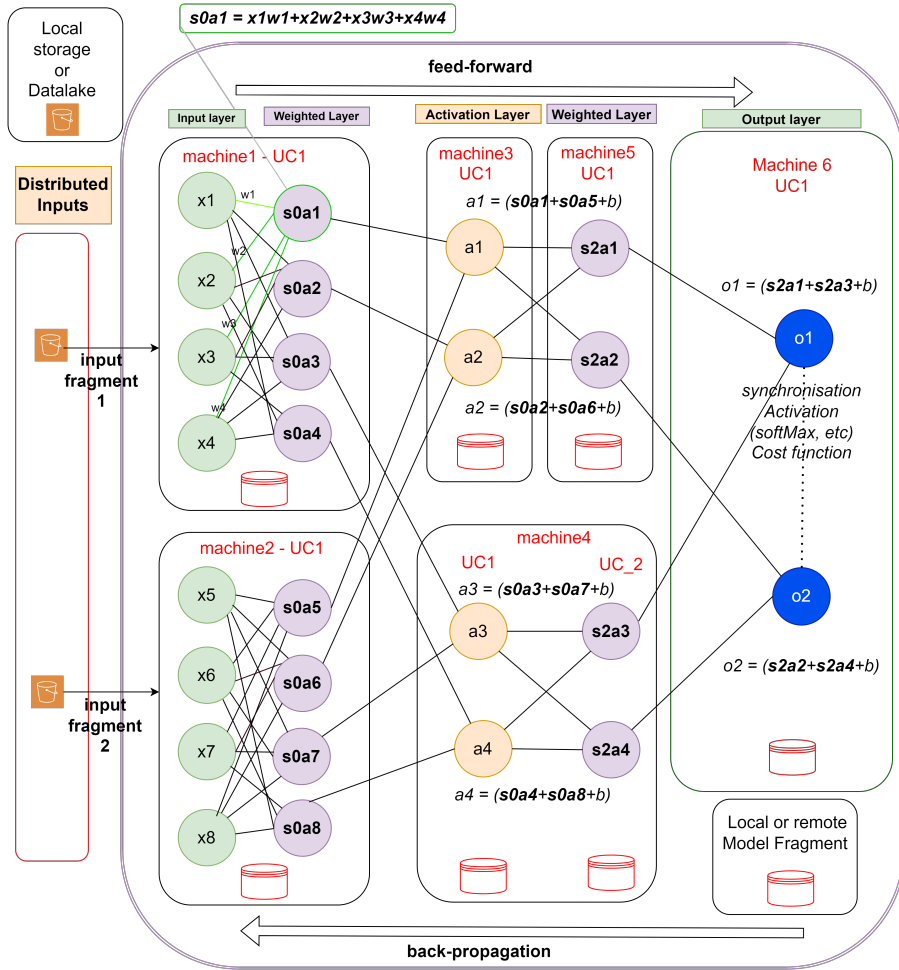 s0a1 = x1w1+x2w2+x3w3+x4w4
Local
storage
or
Datalake
feed-forward
Input layer
Weighted Layer
Activation Layer
Weighted Layer
Output layer
Distributed
Inputs
machine1 - UC1
x1
x2
x3
x4
w1
w2
w3
w4
s0a1
s0a2
s0a3
s0a4
input
fragment
1
machine2 - UC1
x5
x6
x7
x8
s0a5
s0a6
s0a7
s0a8
input
fragment
2
machine3
UC1
a1 = (s0a1+s0a5+b)
a1
a2
a2 = (s0a2+s0a6+b)
machine5
UC1
s2a1
s2a2
machine4
UC1
UC_2
a3 = (s0a3+s0a7+b)
a3
s2a3
a4
s2a4
a4 = (s0a4+s0a8+b)
Machine 6
UC1
o1 = (s2a1+s2a3+b)
o1
synchronisation
Activation
(softMax, etc)
Cost function
o2
o2 = (s2a2+s2a4+b)
Local or remote
Model Fragment
back-propagation